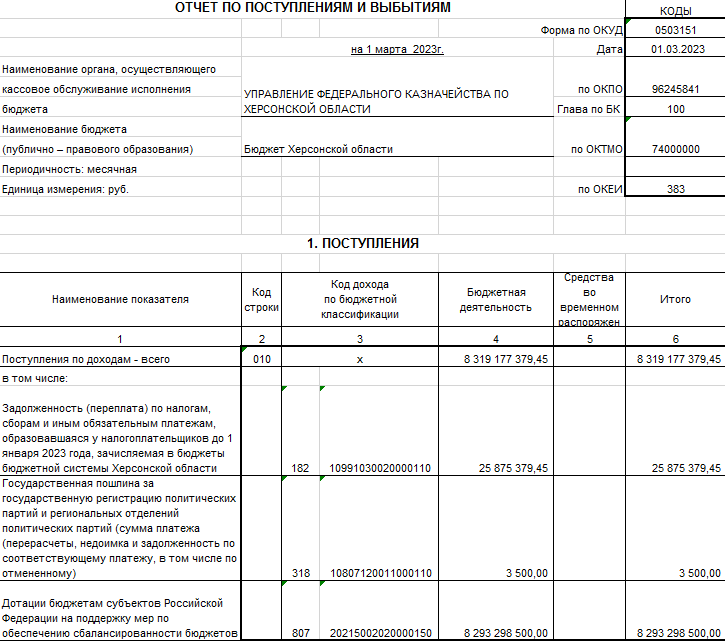 ОТЧЕТ ПО ПОСТУПЛЕНИЯМ И ВЫБЫТИЯМ
КОДЫ
Форма по ОКУД 0503151
на 1 марта 2023г. Дата 01.03.2023
Наименование органа, осуществляющего
кассовое обслуживание исполнения
бюджета
УПРАВЛЕНИЕ ФЕДЕРАЛЬНОГО КАЗНАЧЕЙСТВА ПО
ХЕРСОНСКОЙ ОБЛАСТИ
по ОКПО 96245841
Глава по БК 100
Наименование бюджета
(публично – правового образования) Бюджет Херсонской области по ОКТМО 74000000
Периодичность: месячная
Единица измерения: руб. по ОКЕИ 383
1. ПОСТУПЛЕНИЯ
Наименование показателя
Код
строки
Код дохода
по бюджетной
классификации
Бюджетная
деятельность
Средства
во
временном
распоряжен
Итого
1 2 3 4 5 6
Поступления по доходам - всего 010 х 8 319 177 379,45 8 319 177 379,45
в том числе:
Задолженность (переплата) по налогам,
сборам и иным обязательным платежам,
образовавшаяся у налогоплательщиков до 1
января 2023 года, зачисляемая в бюджеты
бюджетной системы Херсонской области 182 10991030020000110 25 875 379,45 25 875 379,45
Государственная пошлина за
государственную регистрацию политических
партий и региональных отделений
политических партий (сумма платежа
(перерасчеты, недоимка и задолженность по
соответствующему платежу, в том числе по
отмененному) 318 10807120011000110 3 500,00 3 500,00
Дотации бюджетам субъектов Российской
Федерации на поддержку мер по
обеспечению сбалансированности бюджетов 807 20215002020000150 8 293 298 500,00 8 293 298 500,00